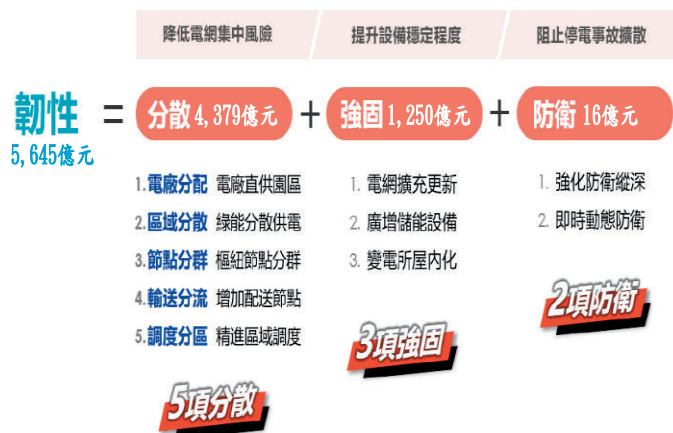 降低電網集中風險
提升設備穩定程度
阻止停電事故擴散
韌性 = 分散 4,379億元 + 強固 1,250億元 + 防衛 16億元
5,645億元
1. 電廠分配 電廠直供園區
2. 區域分散 綠能分散供電
3. 節點分群 樞紐節點分群
4. 輸送分流 增加配送節點
5. 調度分區 精進區域調度
5項分散
1. 電網擴充更新
2. 廣增儲能設備
3. 變電所屋内化
3項強固
1. 強化防衛縱深
2. 即時動態防衛
2項防衛